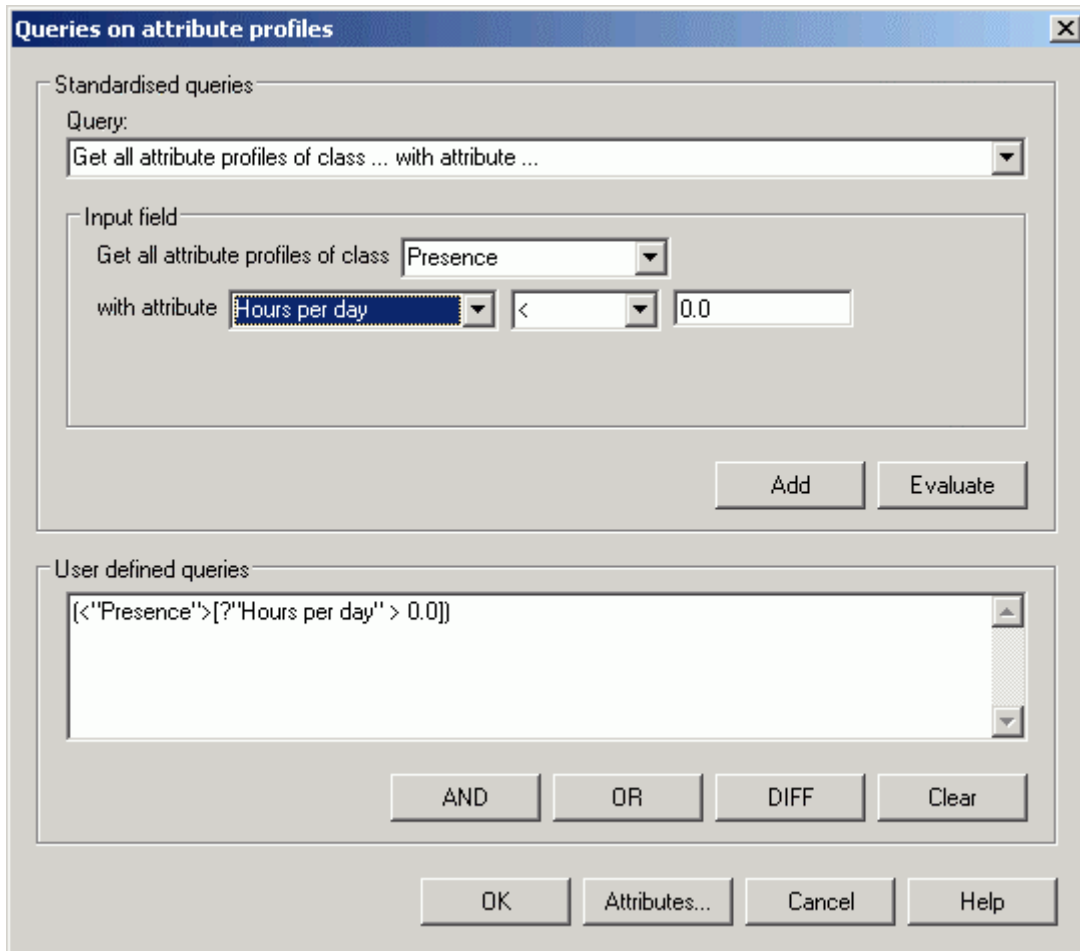 Queries on attribute profiles
Standardised queries
Query:
Get all attribute profiles of class ... with attribute ...
Input field
Get all attribute profiles of class Presence
with attribute Hours per day < 0.0
Add Evaluate
User defined queries
(<"Presence">[?"Hours per day" > 0.0])
AND OR DIFF Clear
OK Attributes... Cancel Help